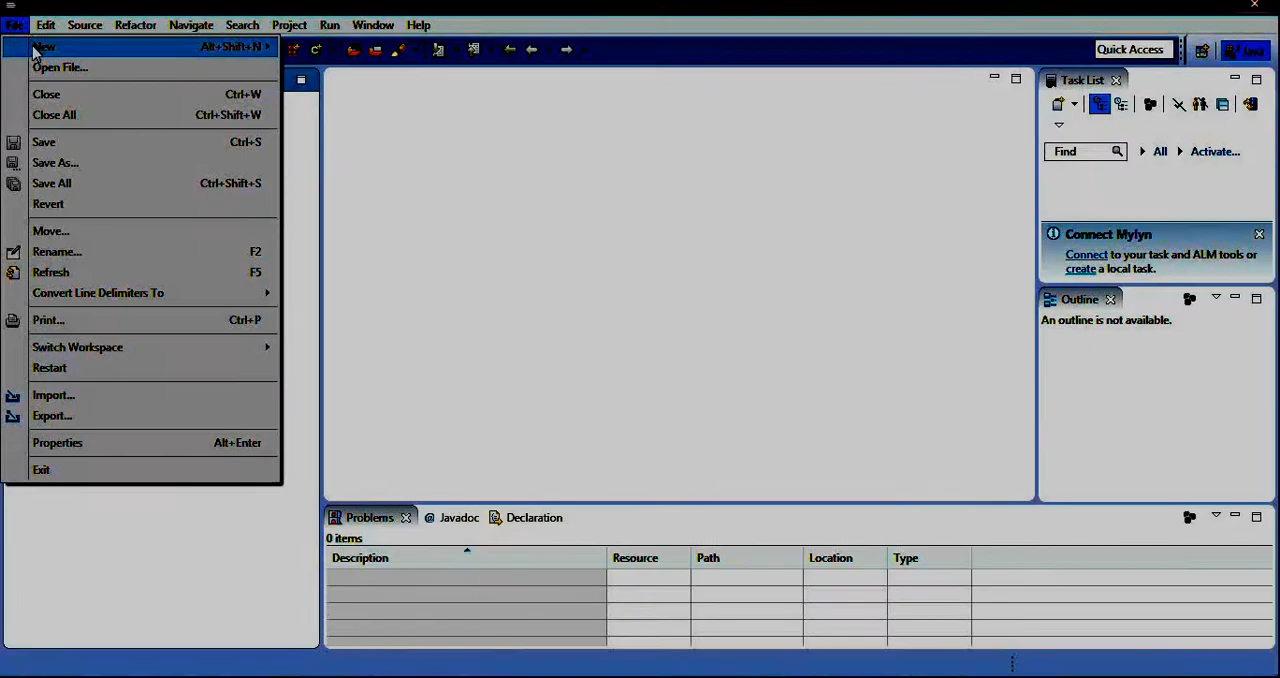 File Edit Source Refactor Navigate Search Project Run Window Help
New Alt+Shift+N
Open File...
Close Ctrl+W
Close All Ctrl+Shift+W
Save Ctrl+S
Save As...
Save All Ctrl+Shift+S
Revert
Move...
Rename... F2
Refresh F5
Convert Line Delimiters To
Print... Ctrl+P
Switch Workspace
Restart
Import...
Export...
Properties Alt+Enter
Exit
Quick Access Java
Task List
Find All Activate...
Connect Mylyn
Connect to your task and ALM tools or
create a local task.
Outline
An outline is not available.
Problems @ Javadoc Declaration
0 items
Description Resource Path Location Type